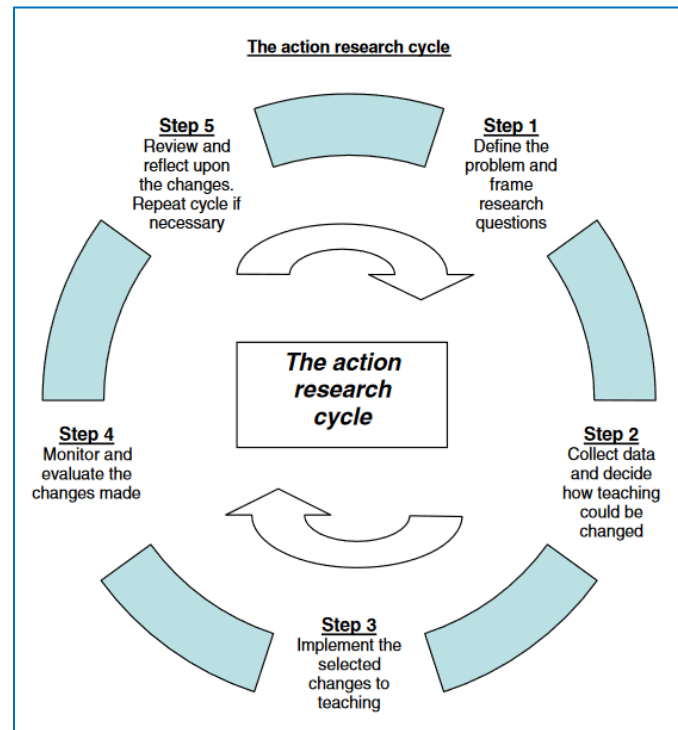 The action research cycle
Step 1
Define the
problem and
frame
research
questions
Step 2
Collect data
and decide
how teaching
could be
changed
Step 3
Implement the
selected
changes to
teaching
Step 4
Monitor and
evaluate the
changes made
Step 5
Review and
reflect upon
the changes.
Repeat cycle if
necessary
The action
research
cycle